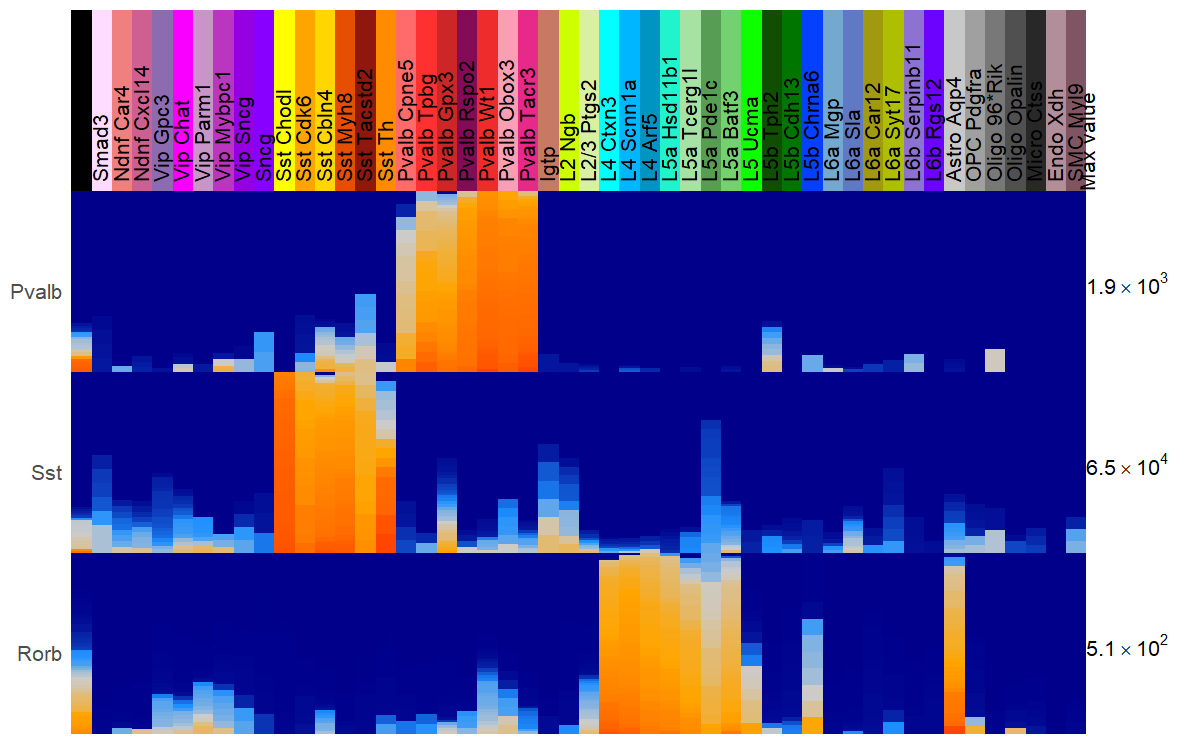 Smad3
Ndnf Car4
Ndnf Cxcl14
Vip Gpc3
Vip Chat
Vip Parm1
Vip Mybpc1
Vip Sncg
Sncg
Sst Chodl
Sst Cdk6
Sst Cbln4
Sst Myh8
Sst Tacstd2
Sst Th
Pvalb Cpne5
Pvalb Tpbg
Pvalb Gpx3
Pvalb Rspo2
Pvalb Wt1
Pvalb Obox3
Pvalb Tacr3
Igtp
L2 Ngb
L2/3 Ptgs2
L4 Ctxn3
L4 Scnn1a
L4 Arf5
L5a Hsd11b1
L5a Tcerg1l
L5a Pde1c
L5a Batf3
L5 Ucma
L5b Tph2
L5b Cdh13
L5b Chrna6
L6a Mgp
L6a Sla
L6a Car12
L6a Syt17
L6b Serpinb11
L6b Rgs12
Astro Aqp4
OPC Pdgfra
Oligo 96*Rik
Oligo Opalin
Micro Ctss
Endo Xdh
SMC Myl9
Max value
Pvalb 1.9 × 10³
Sst 6.5 × 10⁴
Rorb 5.1 × 10²